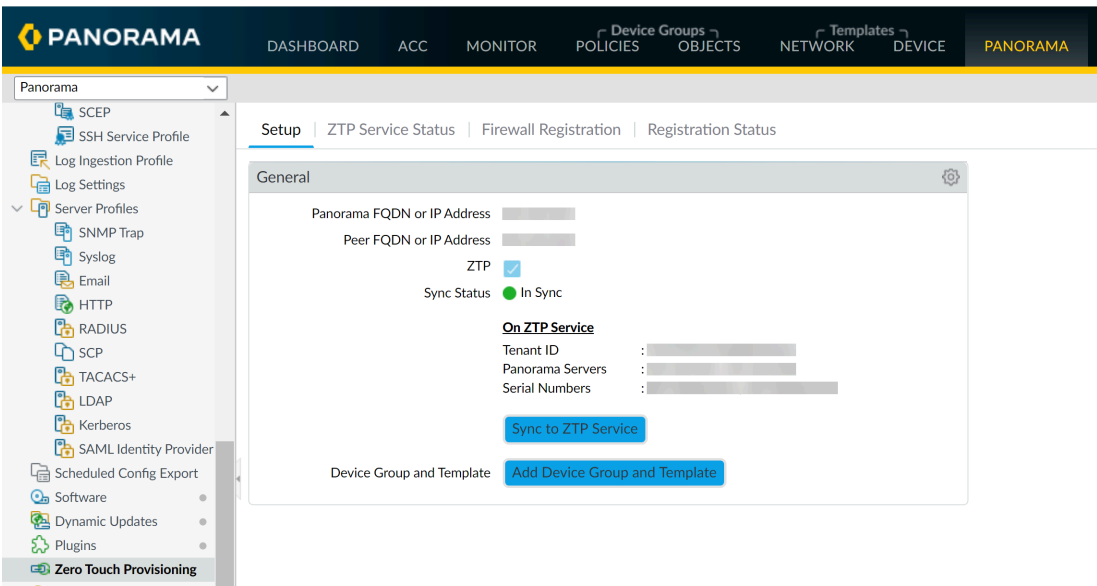 PANORAMA
Device Groups
Templates
DASHBOARD ACC MONITOR POLICIES OBJECTS NETWORK DEVICE PANORAMA
Panorama
SCEP
SSH Service Profile
Log Ingestion Profile
Log Settings
Server Profiles
SNMP Trap
Syslog
Email
HTTP
RADIUS
SCP
TACACS+
LDAP
Kerberos
SAML Identity Provider
Scheduled Config Export
Software
Dynamic Updates
Plugins
Zero Touch Provisioning
Setup ZTP Service Status Firewall Registration Registration Status
General
Panorama FQDN or IP Address
Peer FQDN or IP Address
ZTP
Sync Status In Sync
On ZTP Service
Tenant ID :
Panorama Servers :
Serial Numbers :
Sync to ZTP Service
Device Group and Template Add Device Group and Template